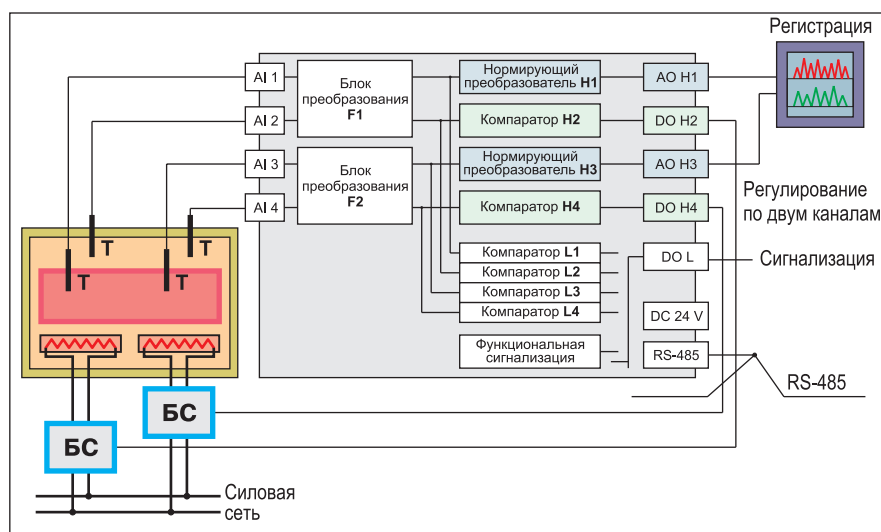 Регистрация
AI 1
Блок
преобразования
F1
Нормирующий
преобразователь H1
AO H1
AI 2
Компаратор H2
DO H2
AI 3
Блок
преобразования
F2
Нормирующий
преобразователь H3
AO H3
AI 4
Компаратор H4
DO H4
Регулирование
по двум каналам
T
T
T
T
Компаратор L1
Компаратор L2
Компаратор L3
Компаратор L4
DO L
Сигнализация
DC 24 V
Функциональная
сигнализация
RS-485
RS-485
БС
БС
Силовая
сеть